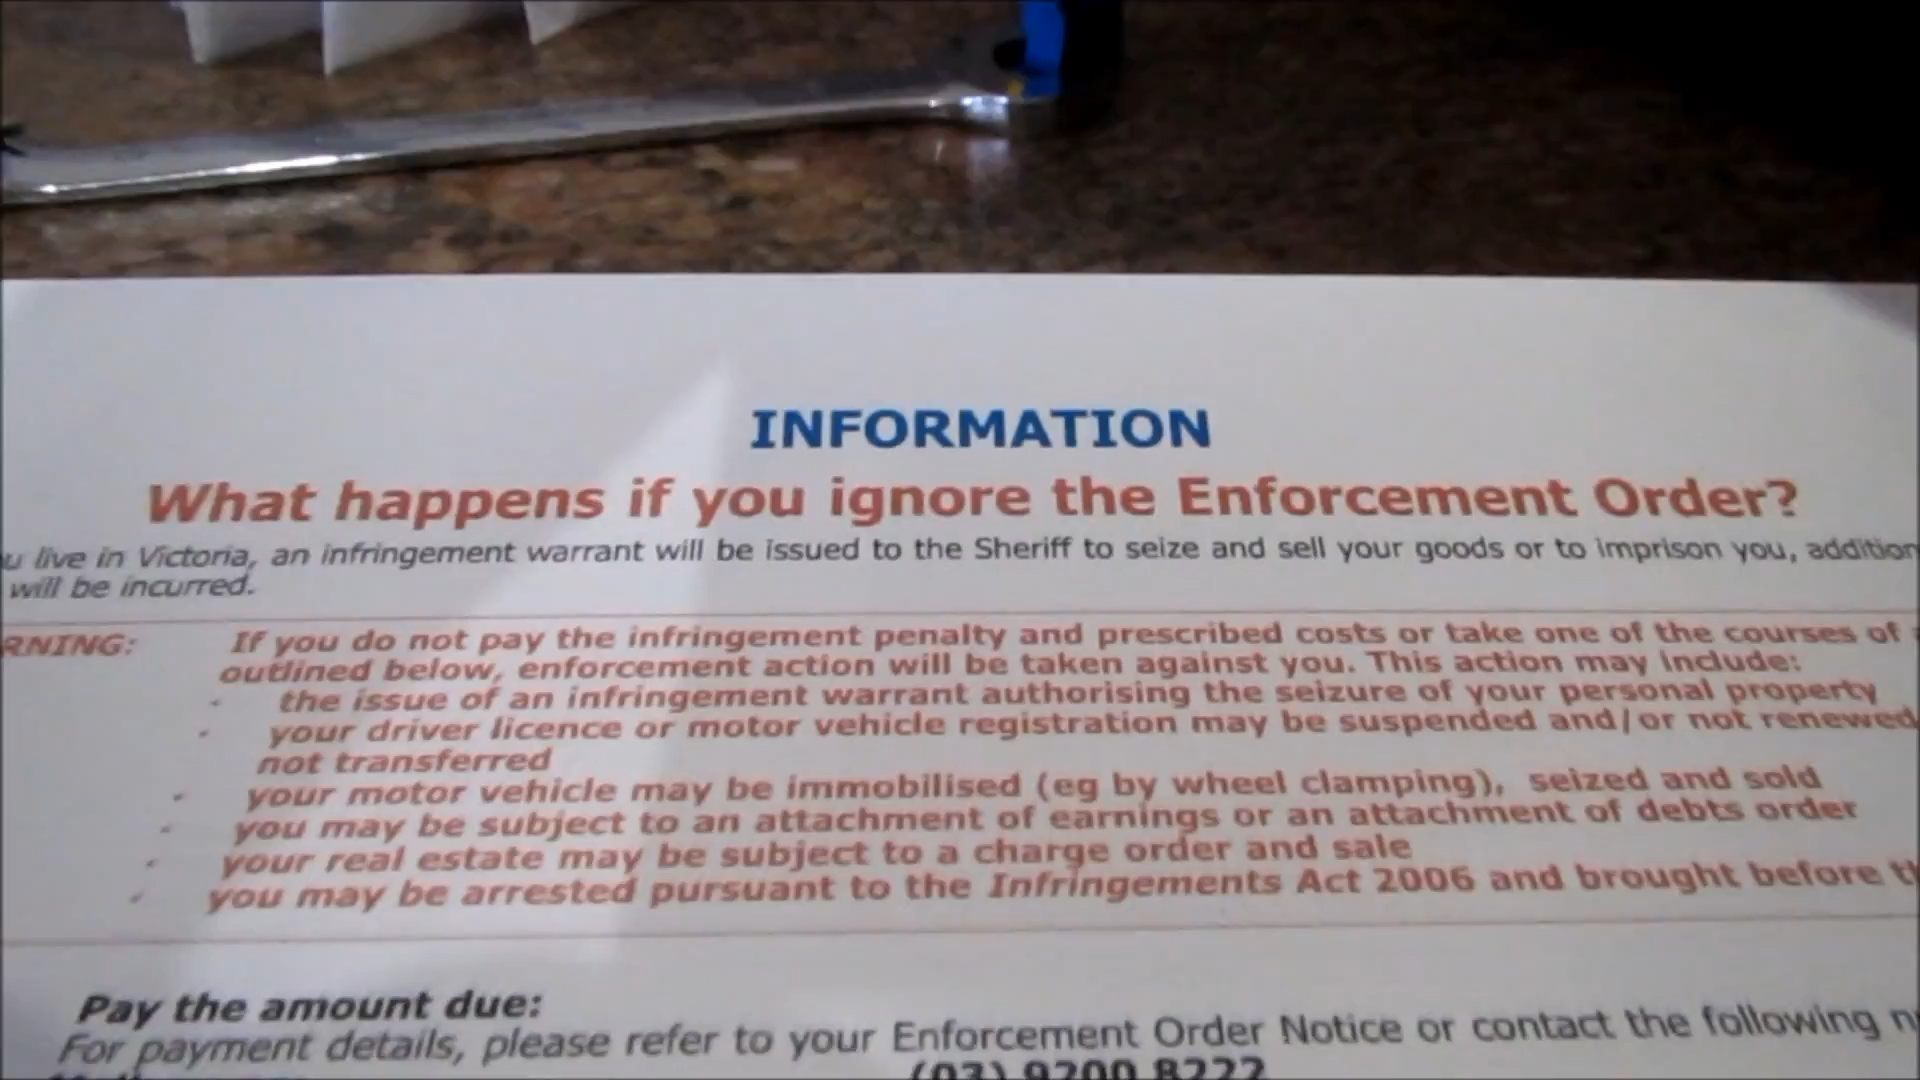 INFORMATION
What happens if you ignore the Enforcement Order?
u live in Victoria, an infringement warrant will be issued to the Sheriff to seize and sell your goods or to imprison you, addition
will be incurred.
RNING: If you do not pay the infringement penalty and prescribed costs or take one of the courses of
outlined below, enforcement action will be taken against you. This action may include:
- the issue of an infringement warrant authorising the seizure of your personal property
- your driver licence or motor vehicle registration may be suspended and/or not renewed
not transferred
- your motor vehicle may be immobilised (eg by wheel clamping), seized and sold
- you may be subject to an attachment of earnings or an attachment of debts order
- your real estate may be subject to a charge order and sale
- you may be arrested pursuant to the Infringements Act 2006 and brought before th
Pay the amount due:
For payment details, please refer to your Enforcement Order Notice or contact the following n
(03) 9200 8222